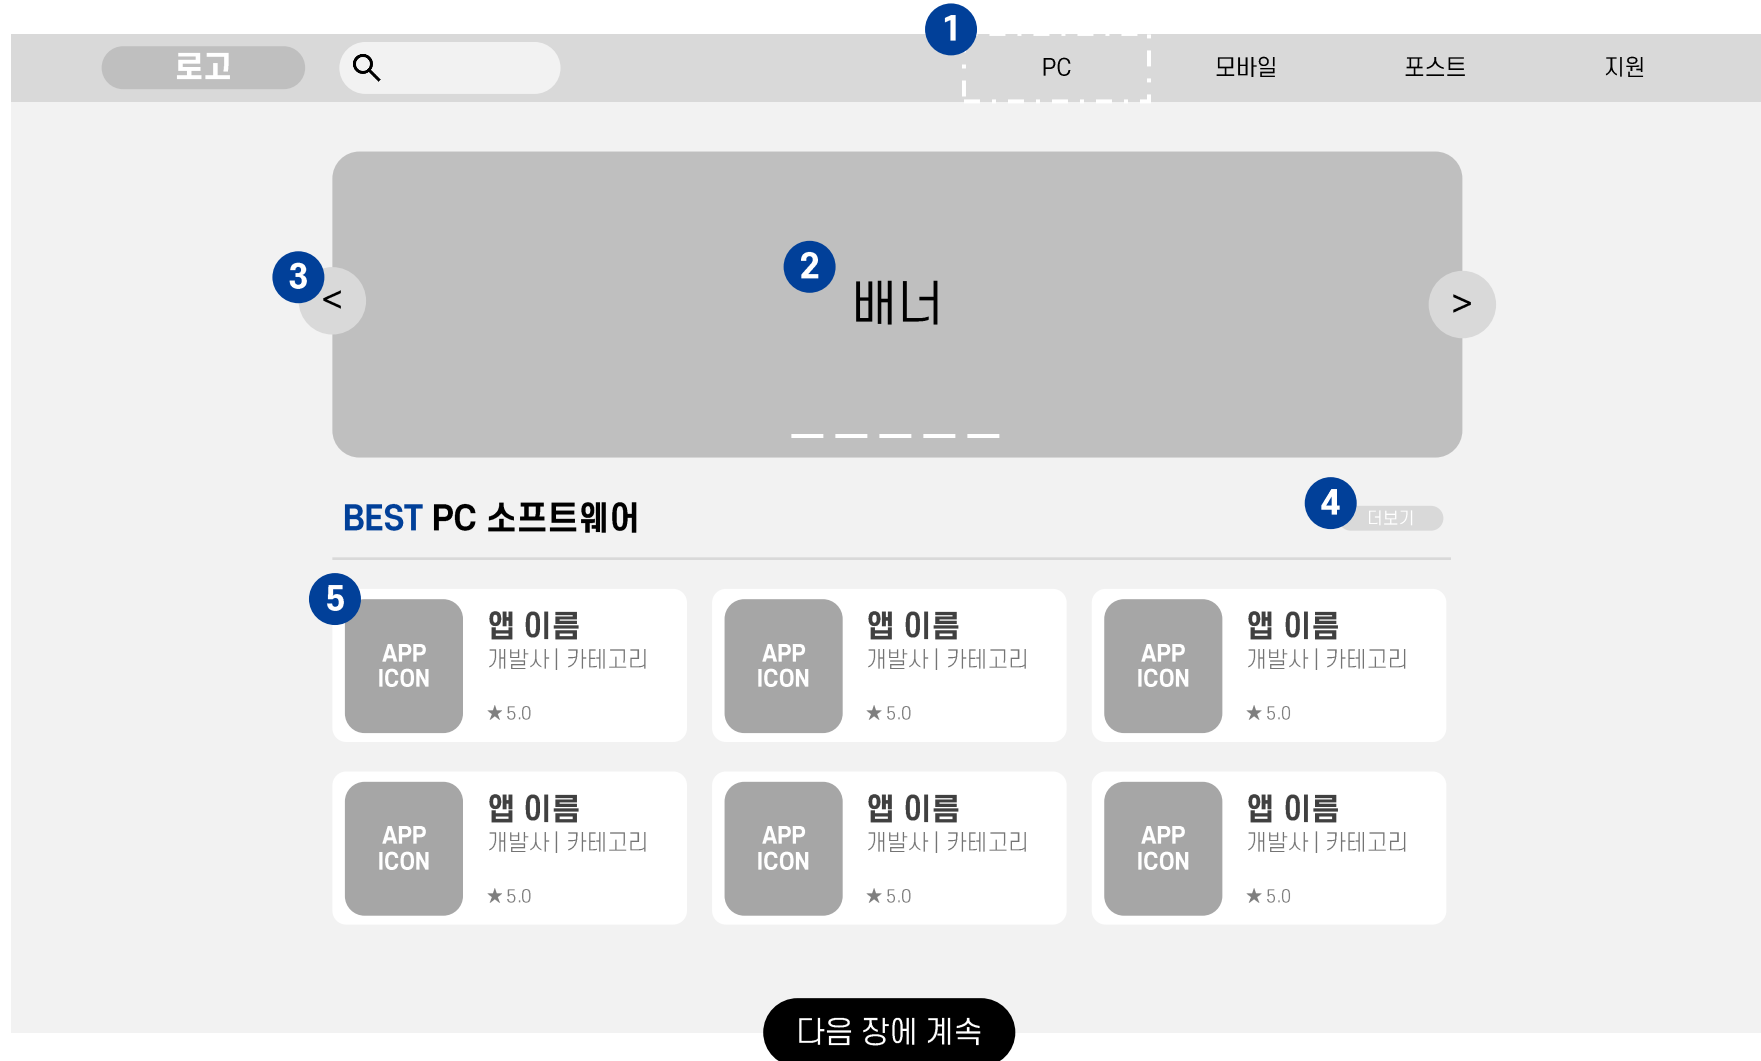 1
로고
PC
모바일
포스트
지원
2
3
<
배너
>
BEST PC 소프트웨어
4
더보기
5
APP
ICON
앱 이름
개발사 | 카테고리
★ 5.0
APP
ICON
앱 이름
개발사 | 카테고리
★ 5.0
APP
ICON
앱 이름
개발사 | 카테고리
★ 5.0
APP
ICON
앱 이름
개발사 | 카테고리
★ 5.0
APP
ICON
앱 이름
개발사 | 카테고리
★ 5.0
APP
ICON
앱 이름
개발사 | 카테고리
★ 5.0
다음 장에 계속